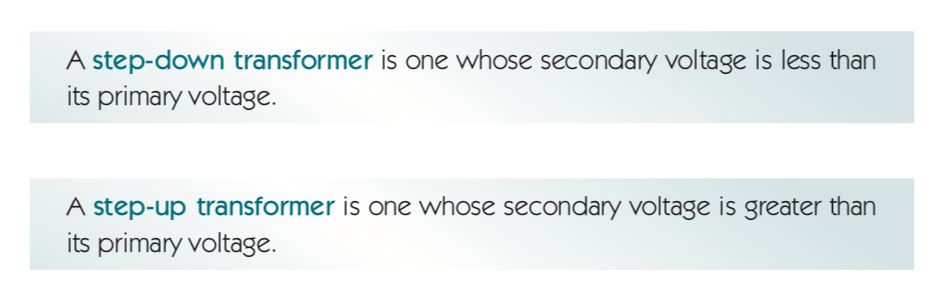 A step-down transformer is one whose secondary voltage is less than
its primary voltage.
A step-up transformer is one whose secondary voltage is greater than
its primary voltage.